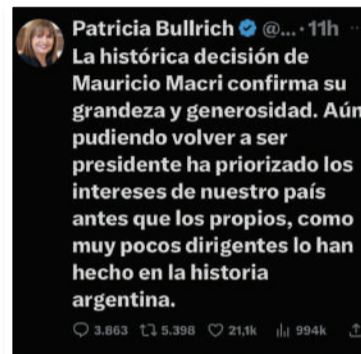 Patricia Bullrich @... · 11h
La histórica decisión de
Mauricio Macri confirma su
grandeza y generosidad. Aún
pudiendo volver a ser
presidente ha priorizado los
intereses de nuestro país
antes que los propios, como
muy pocos dirigentes lo han
hecho en la historia
argentina.
3.863 5.398 21,1k 994k